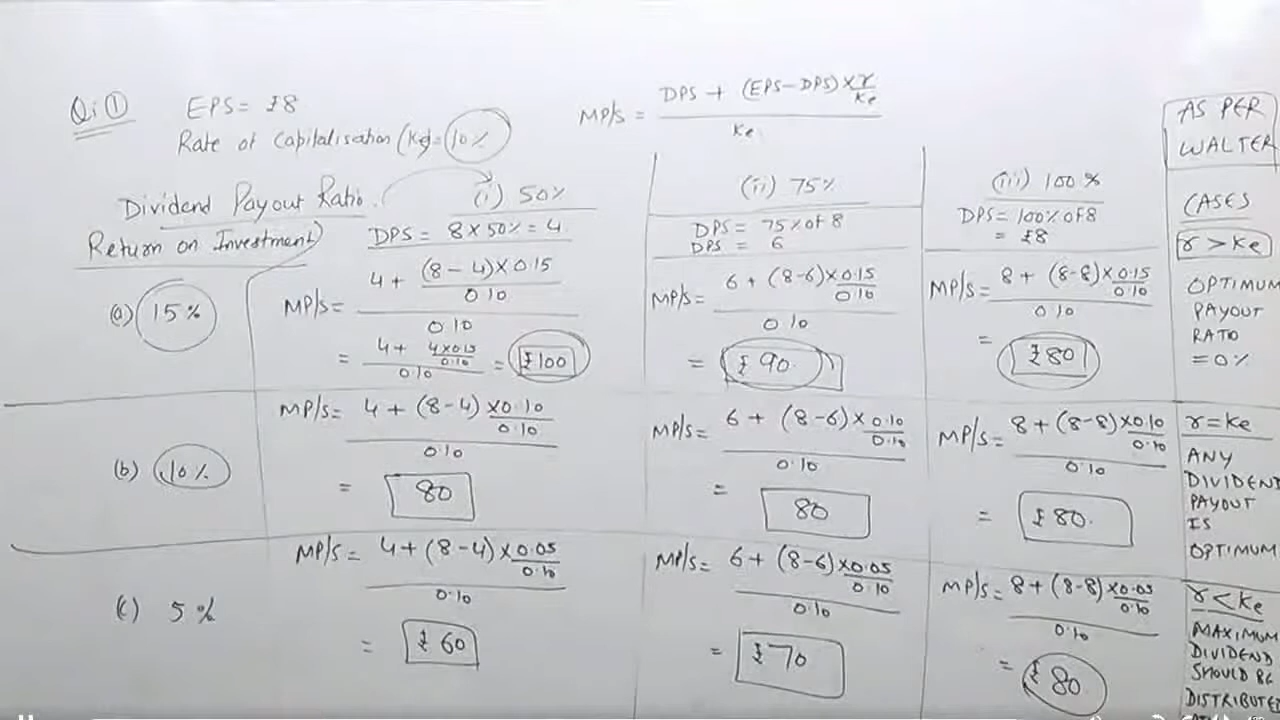 Q:①
EPS = ₹8
Rate of Capitalisation (Ke) = 10%
MP/S = DPS + (EPS-DPS) × r/Ke
Ke
Dividend Payout Ratio
Return on Investment)
(i) 50%
DPS = 8 × 50% = 4
(ii) 75%
DPS = 75% of 8
DPS = 6
(iii) 100%
DPS = 100% OF 8
= ₹8
(a) 15%
MP/S = 4 + (8-4) × 0.15
0.10
0.10
= 4 + 4×0.15/0.10
0.10
= ₹100
MP/S = 6 + (8-6) × 0.15/0.10
0.10
= ₹90
MP/S = 8 + (8-8) × 0.15/0.10
0.10
= ₹80
(b) 10%
MP/S = 4 + (8-4) × 0.10/0.10
0.10
= 80
MP/S = 6 + (8-6) × 0.10/0.10
0.10
= 80
MP/S = 8 + (8-8) × 0.10/0.10
0.10
= ₹80
(c) 5%
MP/S = 4 + (8-4) × 0.05/0.10
0.10
= ₹60
MP/S = 6 + (8-6) × 0.05/0.10
0.10
= ₹70
MP/S = 8 + (8-8) × 0.05/0.10
0.10
= ₹80
AS PER
WALTER
CASES
r > Ke
OPTIMUM
PAYOUT
RATO
= 0%
r = Ke
ANY
DIVIDEND
PAYOUT
IS
OPTIMUM
r < Ke
MAXIMUM
DIVIDEND
SHOULD BE
DISTRIBUTED